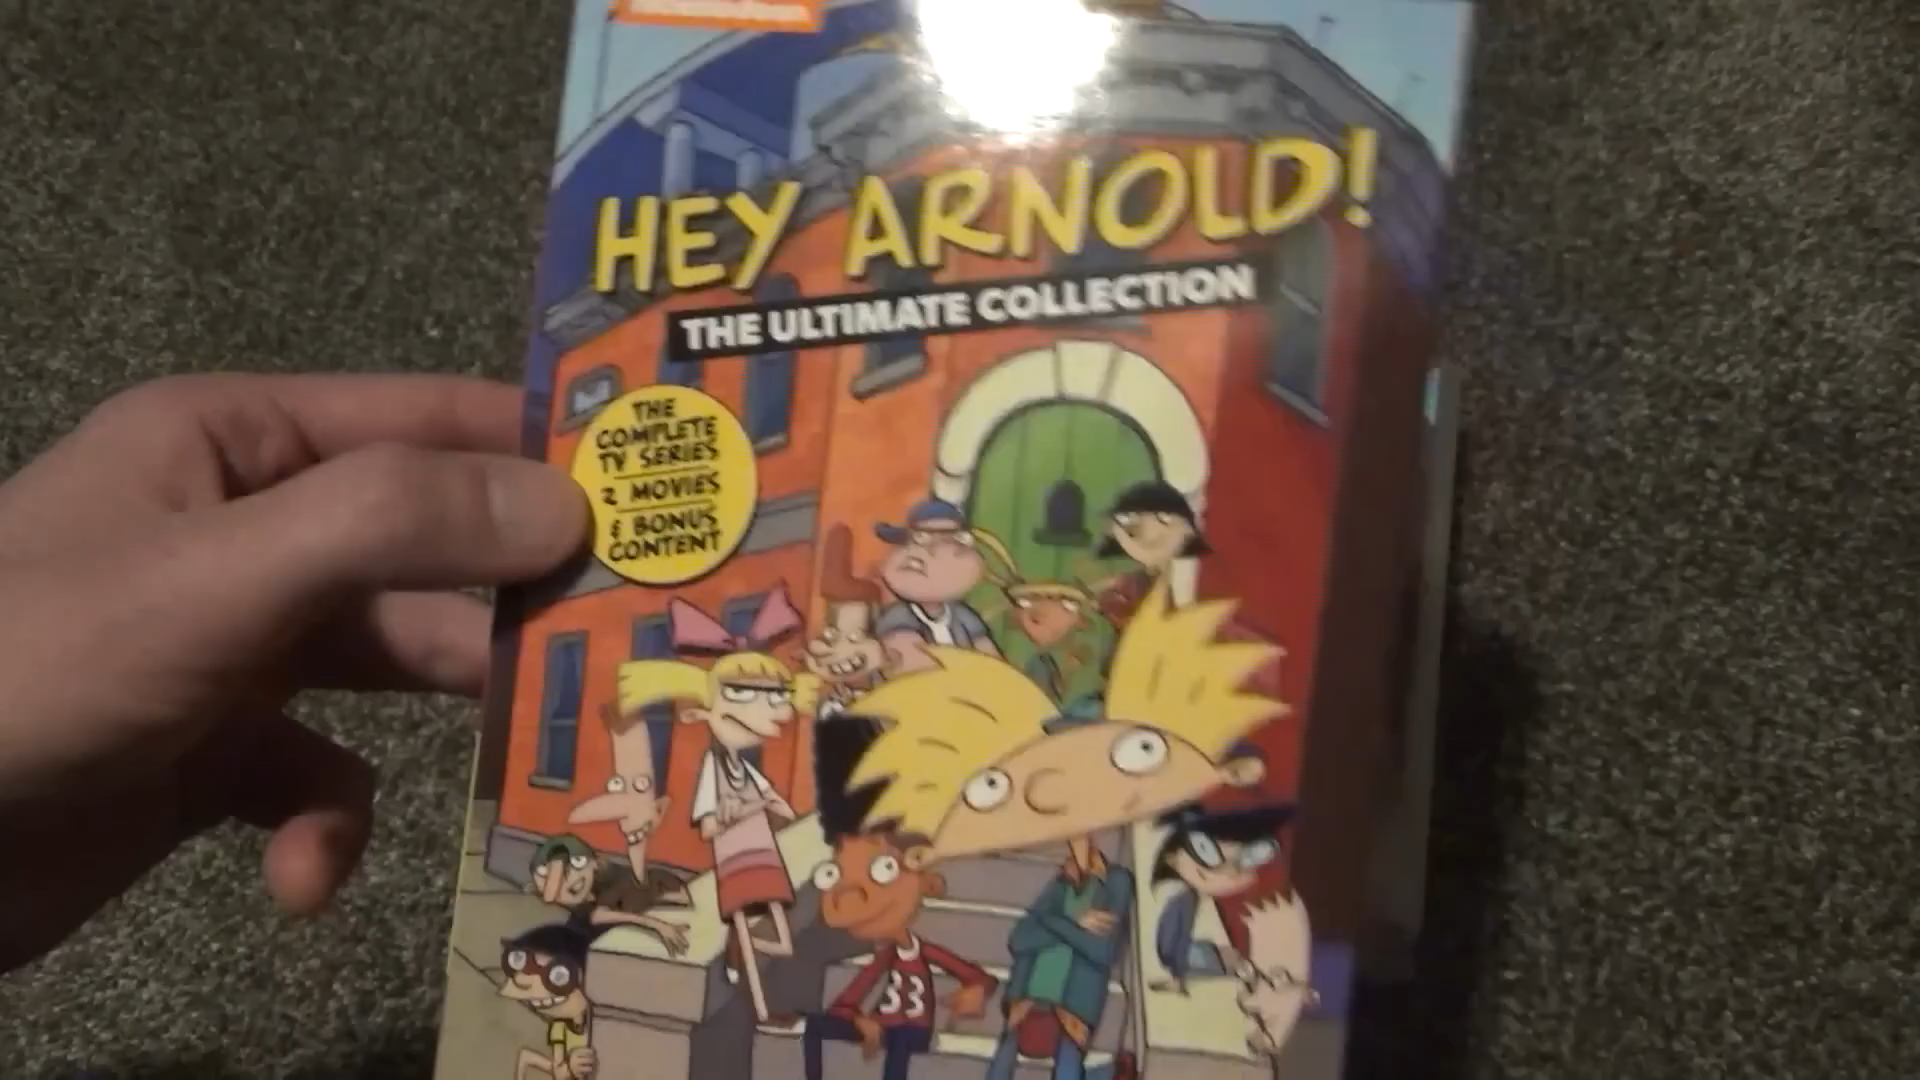 HEY ARNOLD!
THE ULTIMATE COLLECTION
THE
COMPLETE
TV SERIES
2 MOVIES
& BONUS
CONTENT
33